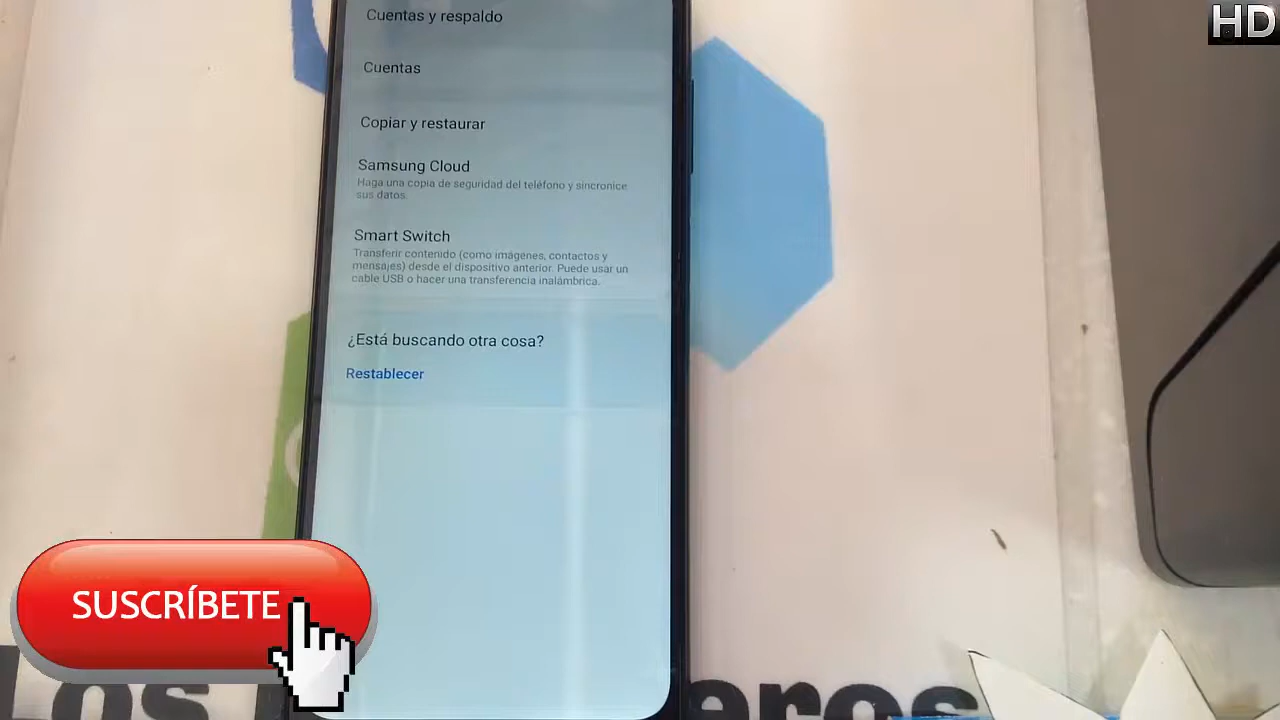 HD
Cuentas y respaldo
Cuentas
Copiar y restaurar
Samsung Cloud
Haga una copia de seguridad del teléfono y sincronice
sus datos.
Smart Switch
Transferir contenido (como imágenes, contactos y
mensajes) desde el dispositivo anterior. Puede usar un
cable USB o hacer una transferencia inalámbrica.
¿Está buscando otra cosa?
Restablecer
SUSCRÍBETE
Los